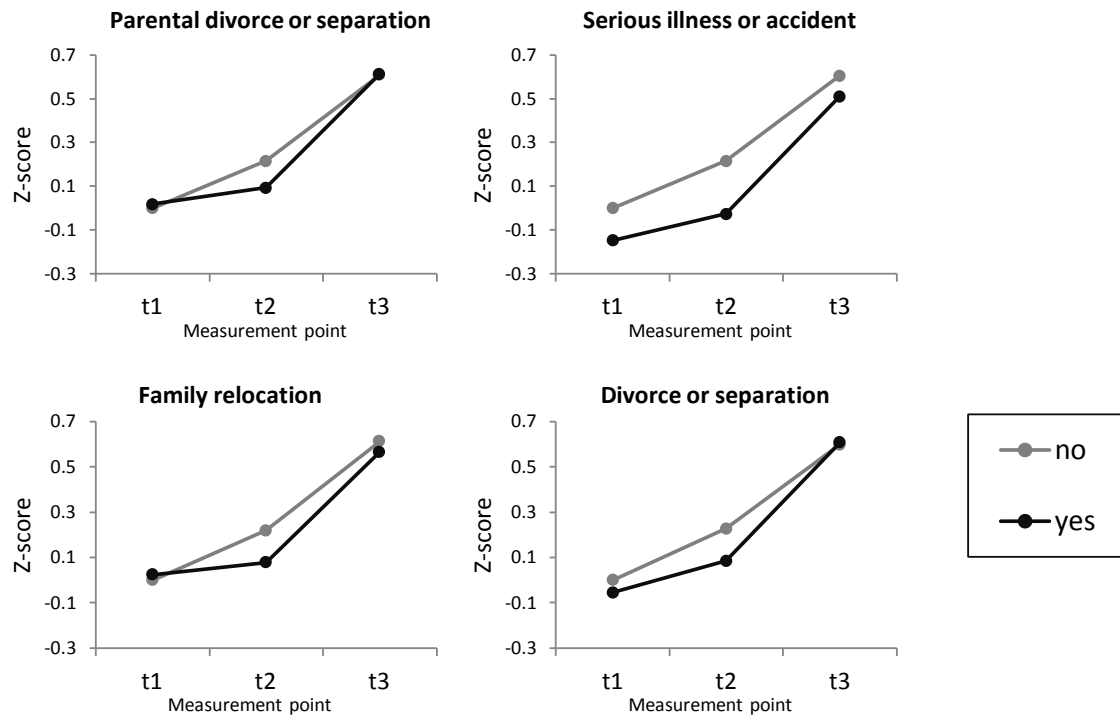 Parental divorce or separation
0.7
0.5
0.3
0.1
-0.1
-0.3
Z-score
t1 t2 t3
Measurement point
Serious illness or accident
0.7
0.5
0.3
0.1
-0.1
-0.3
Z-score
t1 t2 t3
Measurement point
Family relocation
0.7
0.5
0.3
0.1
-0.1
-0.3
Z-score
t1 t2 t3
Measurement point
Divorce or separation
0.7
0.5
0.3
0.1
-0.1
-0.3
Z-score
t1 t2 t3
Measurement point
no
yes